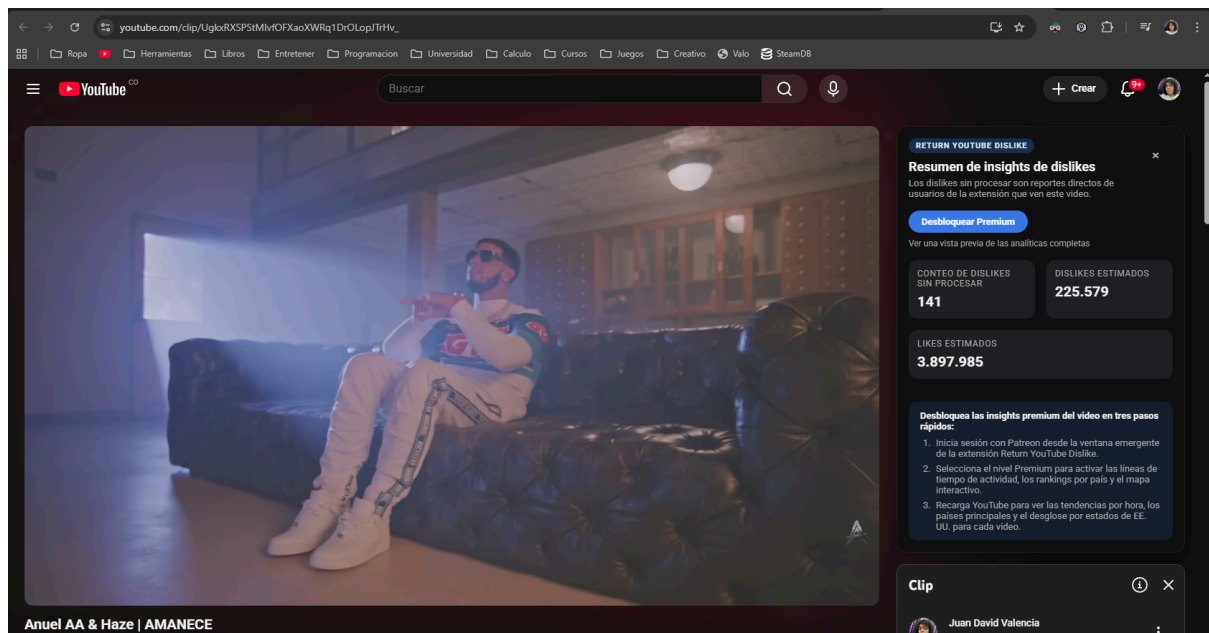 youtube.com/clip/UgkxRXSPStMlvfOFXaoXWRq1DrOLopJTrHv_
Ropa
Herramientas
Libros
Entretener
Programacion
Universidad
Calculo
Cursos
Juegos
Creativo
Valo
SteamDB
YouTube CO
Buscar
Crear
9+
RETURN YOUTUBE DISLIKE
Resumen de insights de dislikes
Los dislikes sin procesar son reportes directos de
usuarios de la extensión que ven este video.
Desbloquear Premium
Ver una vista previa de las analíticas completas
CONTEO DE DISLIKES
SIN PROCESAR
141
DISLIKES ESTIMADOS
225.579
LIKES ESTIMADOS
3.897.985
Desbloquea las insights premium del video en tres pasos
rápidos:
1. Inicia sesión con Patreon desde la ventana emergente
de la extensión Return YouTube Dislike.
2. Selecciona el nivel Premium para activar las líneas de
tiempo de actividad, los rankings por país y el mapa
interactivo.
3. Recarga YouTube para ver las tendencias por hora, los
países principales y el desglose por estados de EE.
UU. para cada video.
Clip
Juan David Valencia
Anuel AA & Haze | AMANECE